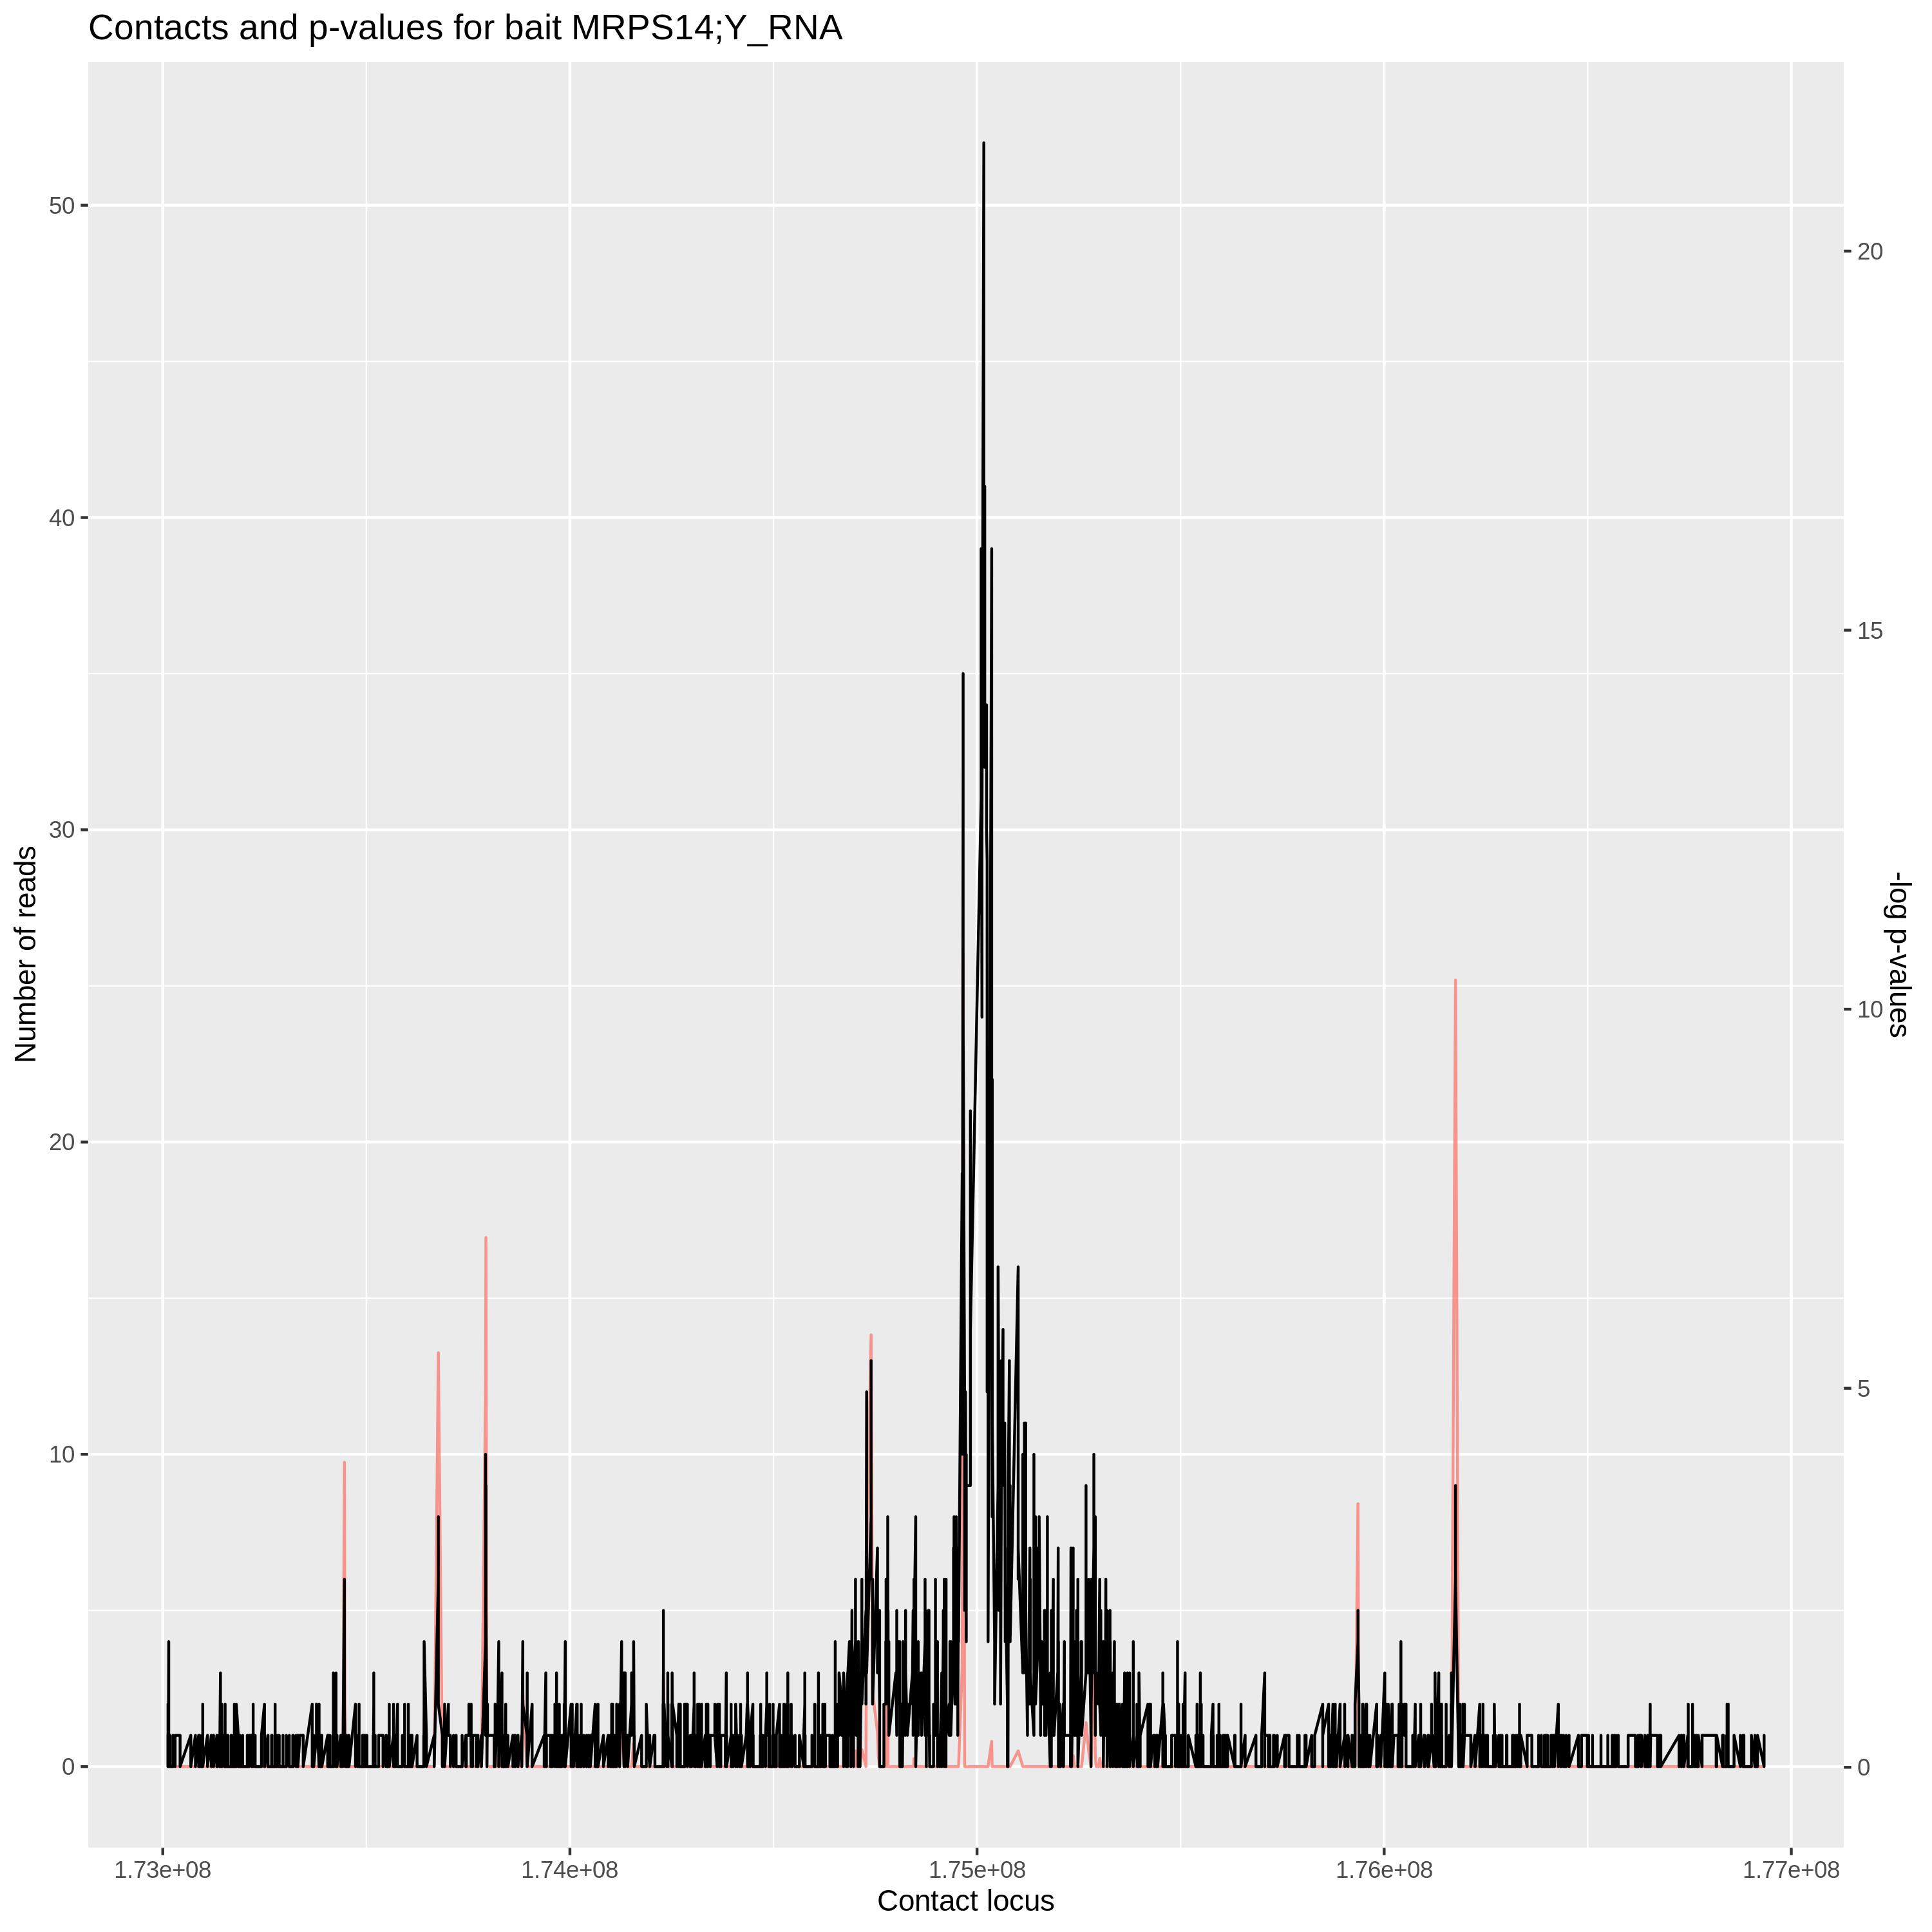 Contacts and p-values for bait MRPS14;Y_RNA
50
40
30
20
10
0
Number of reads
20
15
10
5
0
-log p-values
1.73e+08
1.74e+08
1.75e+08
1.76e+08
1.77e+08
Contact locus